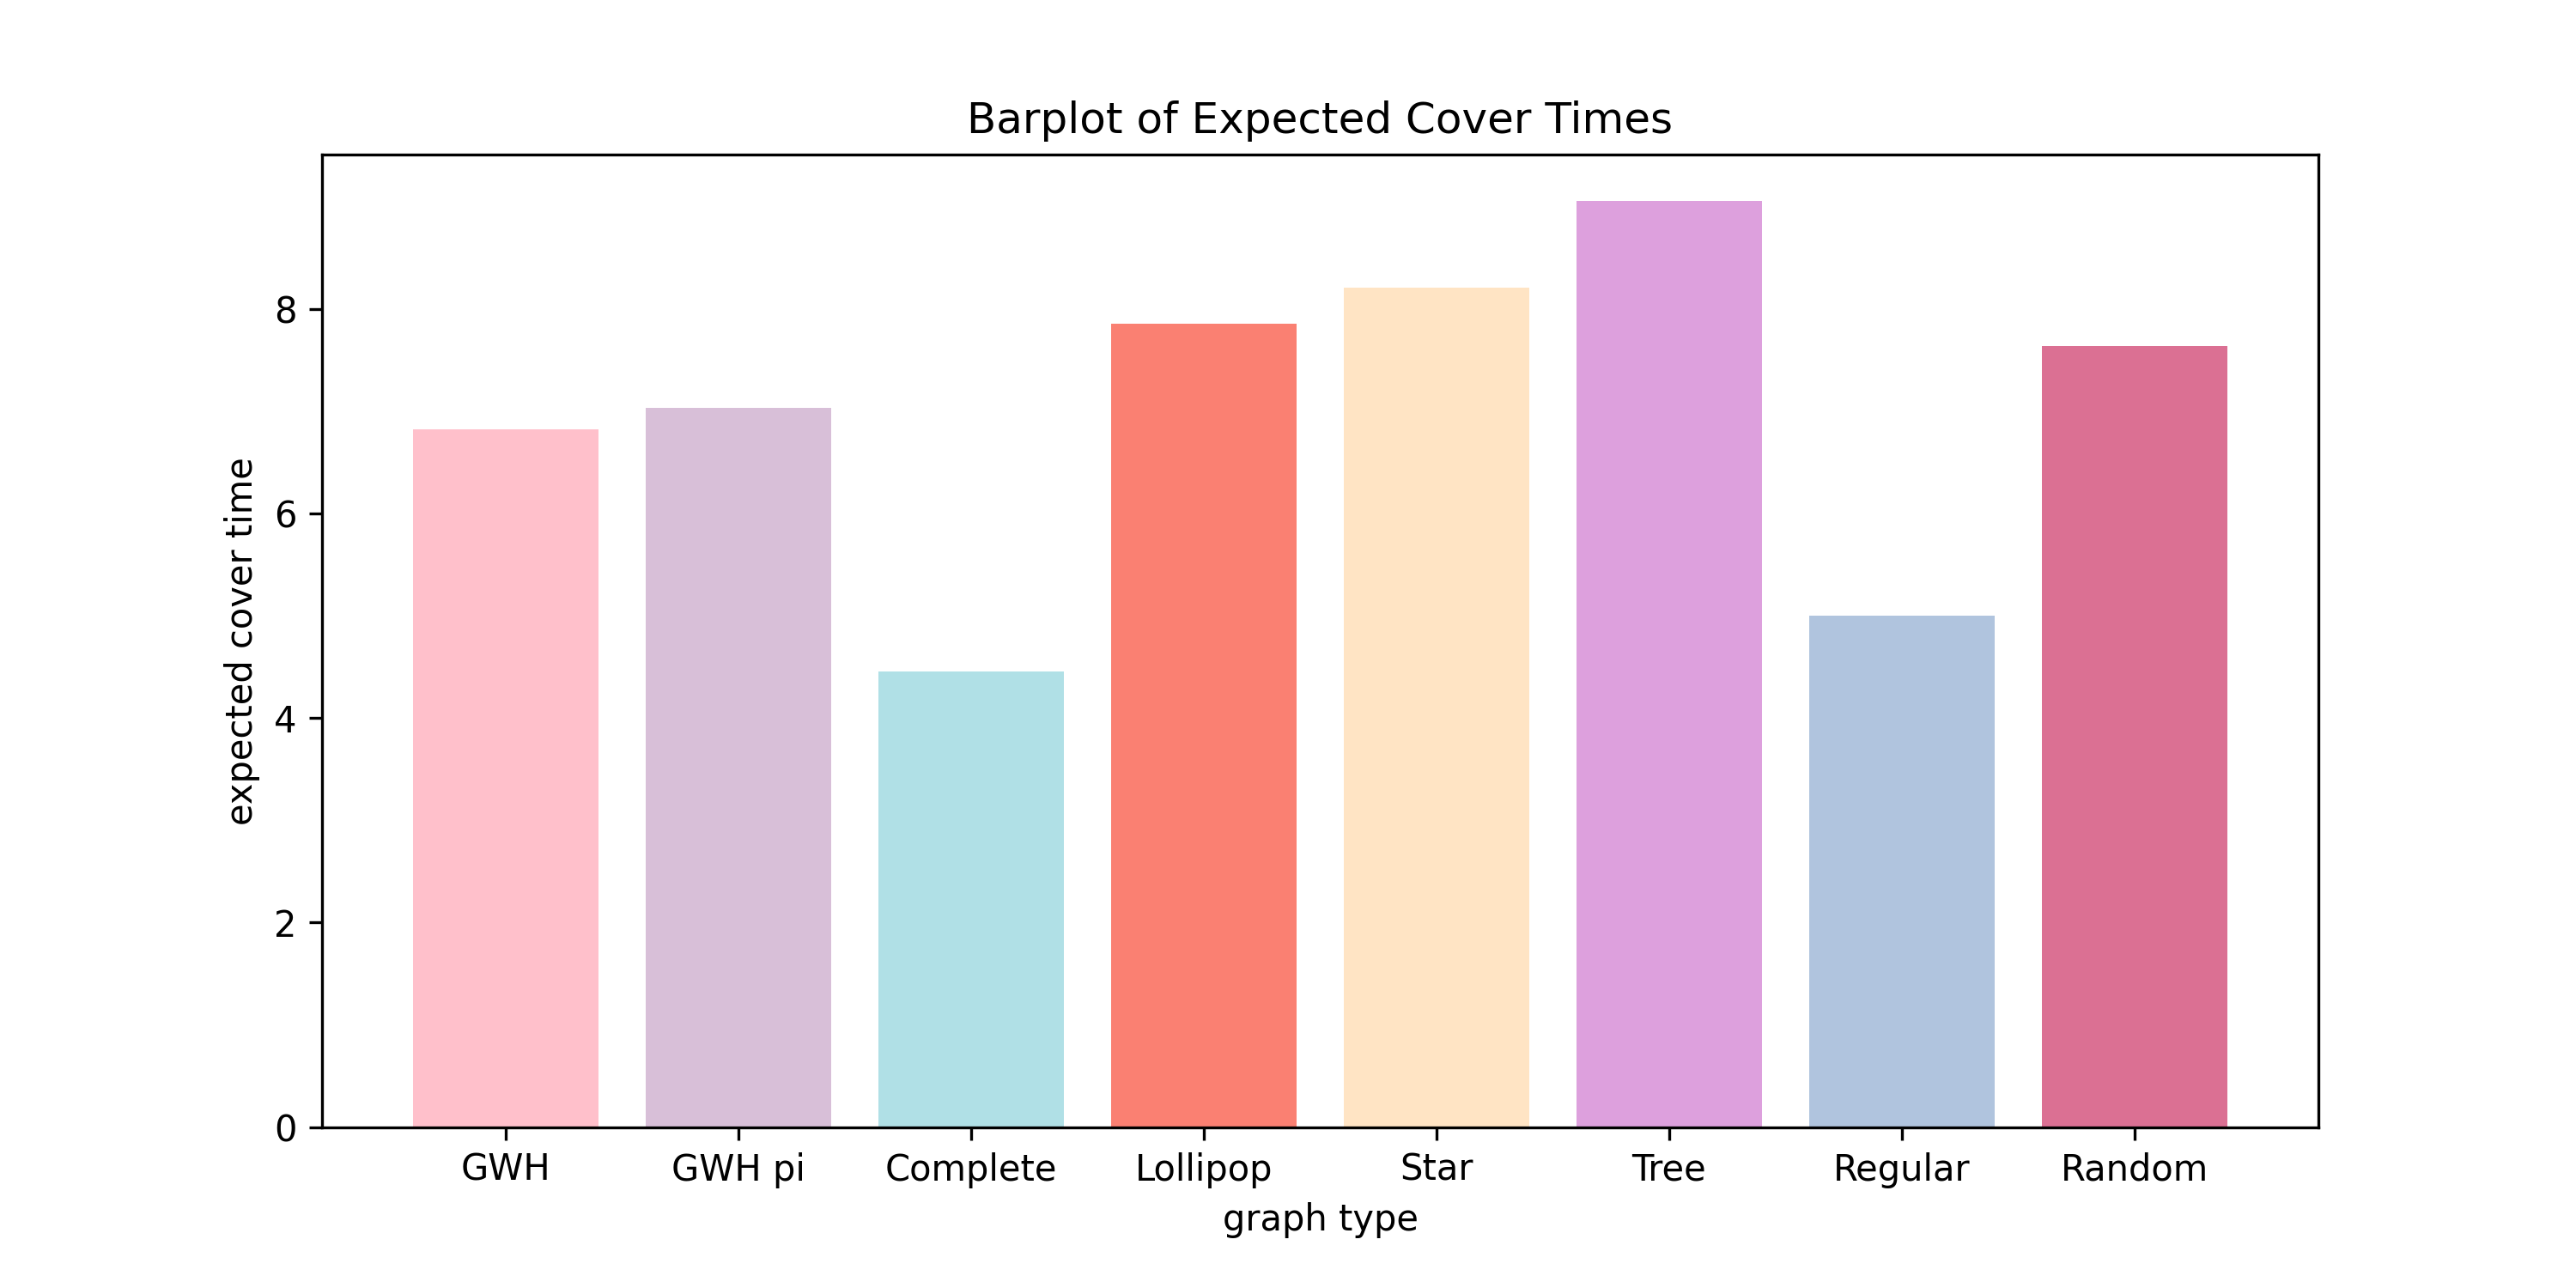 Barplot of Expected Cover Times
expected cover time
8
6
4
2
0
GWH GWH pi Complete Lollipop Star Tree Regular Random
graph type